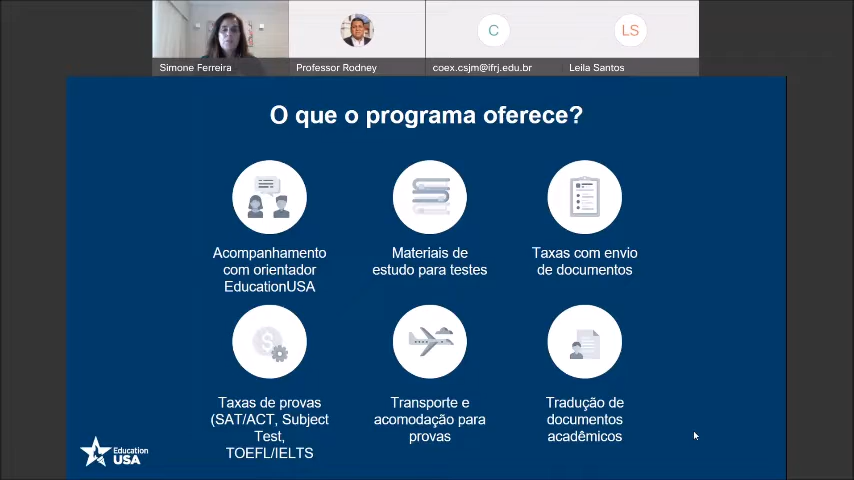 C
LS
Simone Ferreira
Professor Rodney
coex.csjm@ifrj.edu.br
Leila Santos
O que o programa oferece?
Acompanhamento
com orientador
EducationUSA
Materiais de
estudo para testes
Taxas com envio
de documentos
$
Taxas de provas
(SAT/ACT, Subject
Test,
TOEFL/IELTS
Transporte e
acomodação para
provas
Tradução de
documentos
acadêmicos
Education
USA